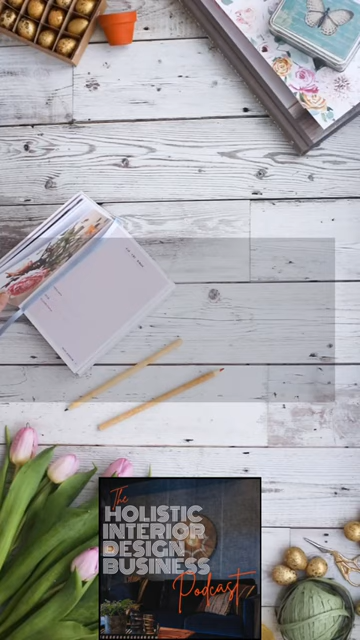 The
HOLISTIC
INTERIOR
DESIGN
BUSINESS
Podcast